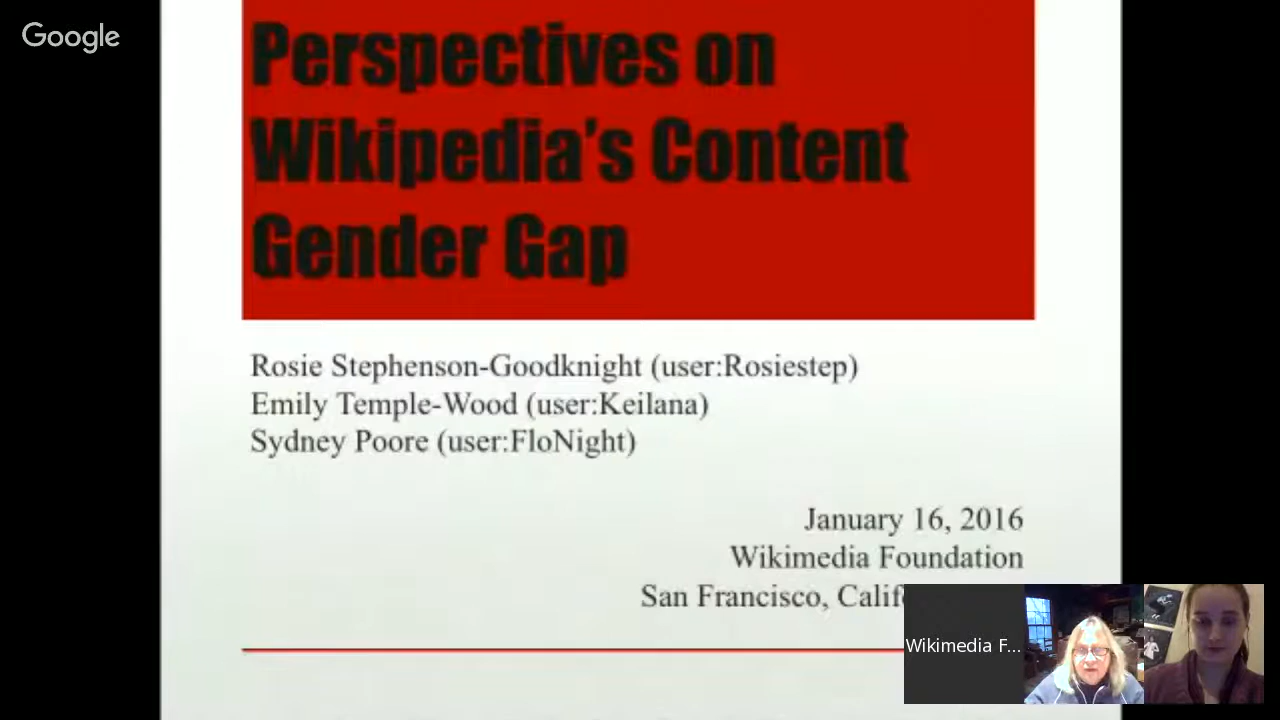 Google
Perspectives on
Wikipedia's Content
Gender Gap
Rosie Stephenson-Goodknight (user:Rosiestep)
Emily Temple-Wood (user:Keilana)
Sydney Poore (user:FloNight)
January 16, 2016
Wikimedia Foundation
San Francisco, Calif
Wikimedia F...